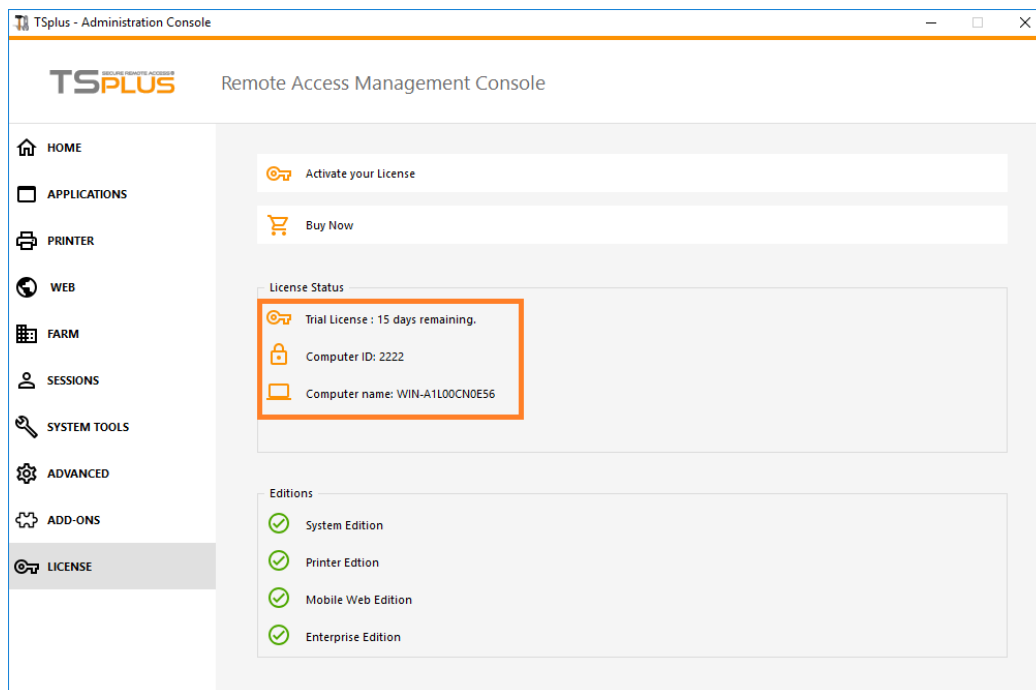 TSplus - Administration Console
TSPLUS
SECURE REMOTE ACCESS®
Remote Access Management Console
HOME
APPLICATIONS
PRINTER
WEB
FARM
SESSIONS
SYSTEM TOOLS
ADVANCED
ADD-ONS
LICENSE
Activate your License
Buy Now
License Status
Trial License : 15 days remaining.
Computer ID: 2222
Computer name: WIN-A1L00CN0E56
Editions
System Edition
Printer Edtion
Mobile Web Edition
Enterprise Edition